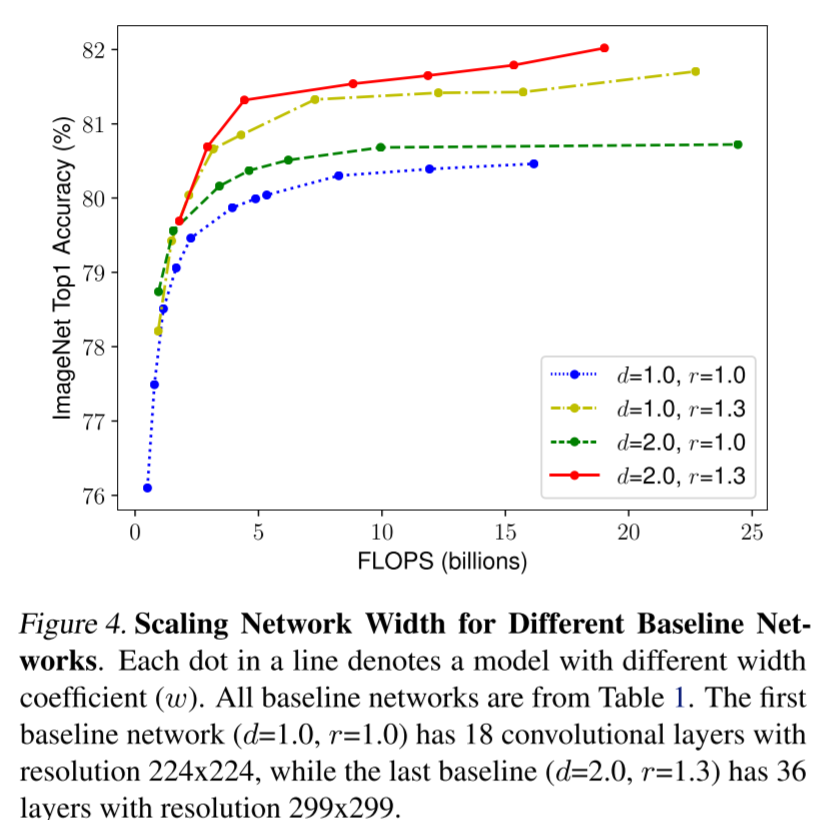 82
81
80
79
78
77
76
ImageNet Top1 Accuracy (%)
0 5 10 15 20 25
FLOPS (billions)
d=1.0, r=1.0
d=1.0, r=1.3
d=2.0, r=1.0
d=2.0, r=1.3
Figure 4. Scaling Network Width for Different Baseline Net-
works. Each dot in a line denotes a model with different width
coefficient (w). All baseline networks are from Table 1. The first
baseline network (d=1.0, r=1.0) has 18 convolutional layers with
resolution 224x224, while the last baseline (d=2.0, r=1.3) has 36
layers with resolution 299x299.